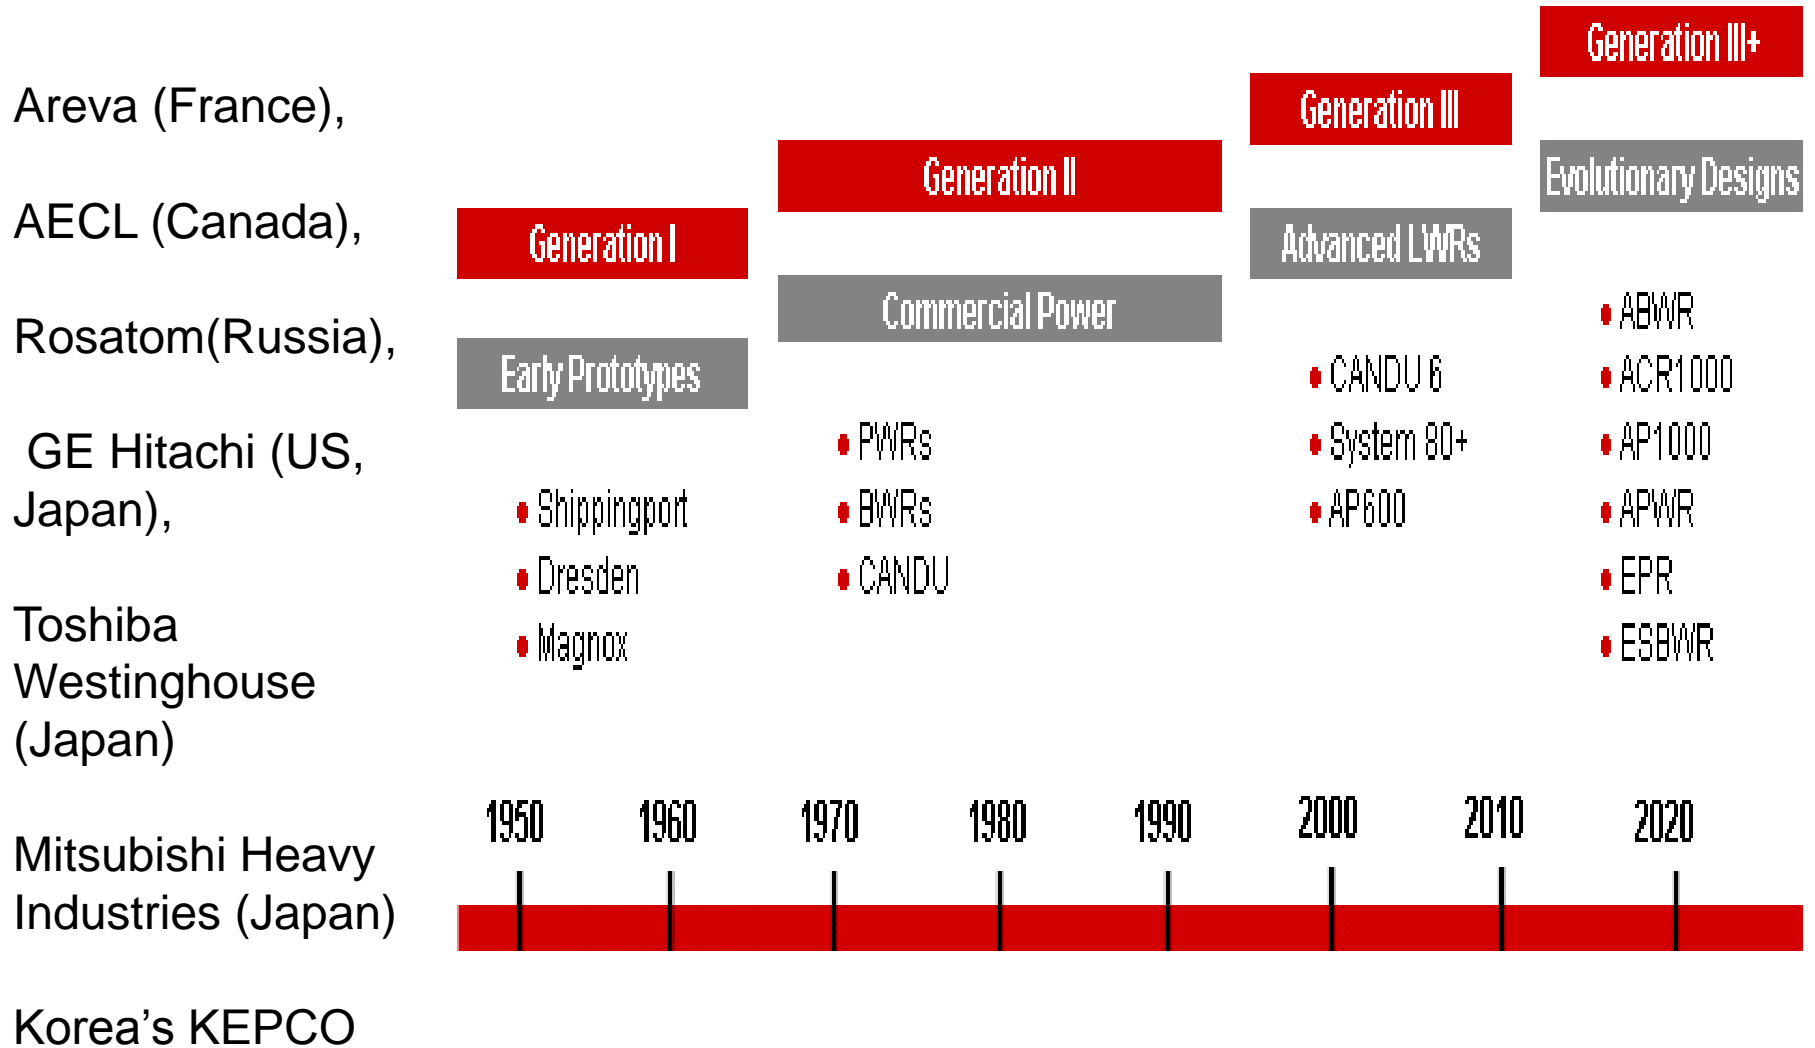 Areva (France),
AECL (Canada),
Rosatom(Russia),
GE Hitachi (US,
Japan),
Toshiba
Westinghouse
(Japan)
Mitsubishi Heavy
Industries (Japan)
Korea’s KEPCO
Generation I
Early Prototypes
• Shippingport
• Dresden
• Magnox
Generation II
Commercial Power
• PWRs
• BWRs
• CANDU
Generation III
Advanced LWRs
• CANDU 6
• System 80+
• AP600
Generation III+
Evolutionary Designs
• ABWR
• ACR1000
• AP1000
• APWR
• EPR
• ESBWR
1950 1960 1970 1980 1990 2000 2010 2020